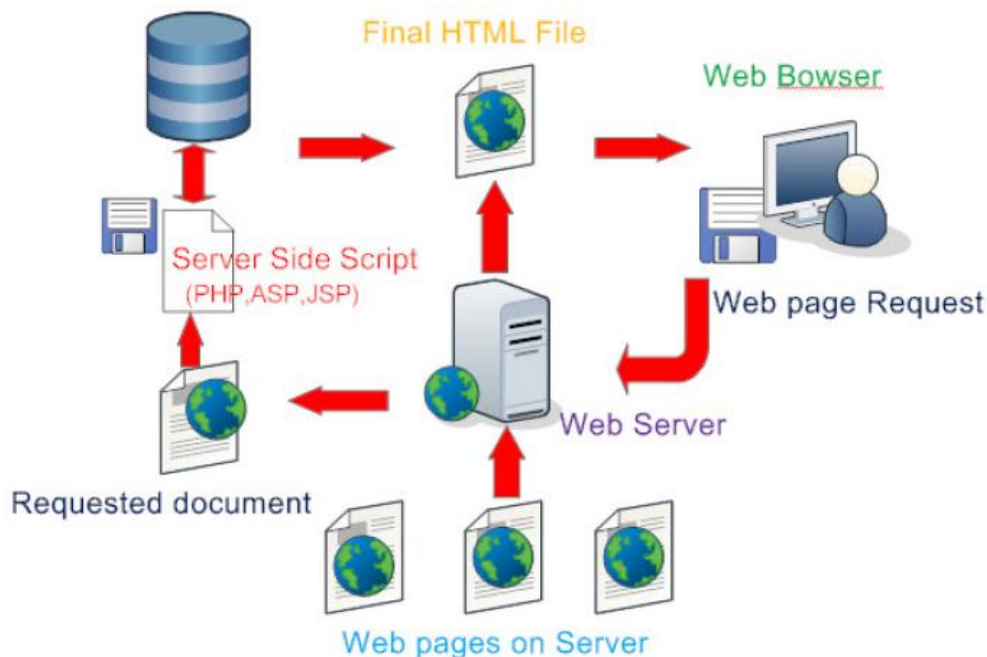 Final HTML File
Web Bowser
Server Side Script
(PHP,ASP,JSP)
Web page Request
Web Server
Requested document
Web pages on Server